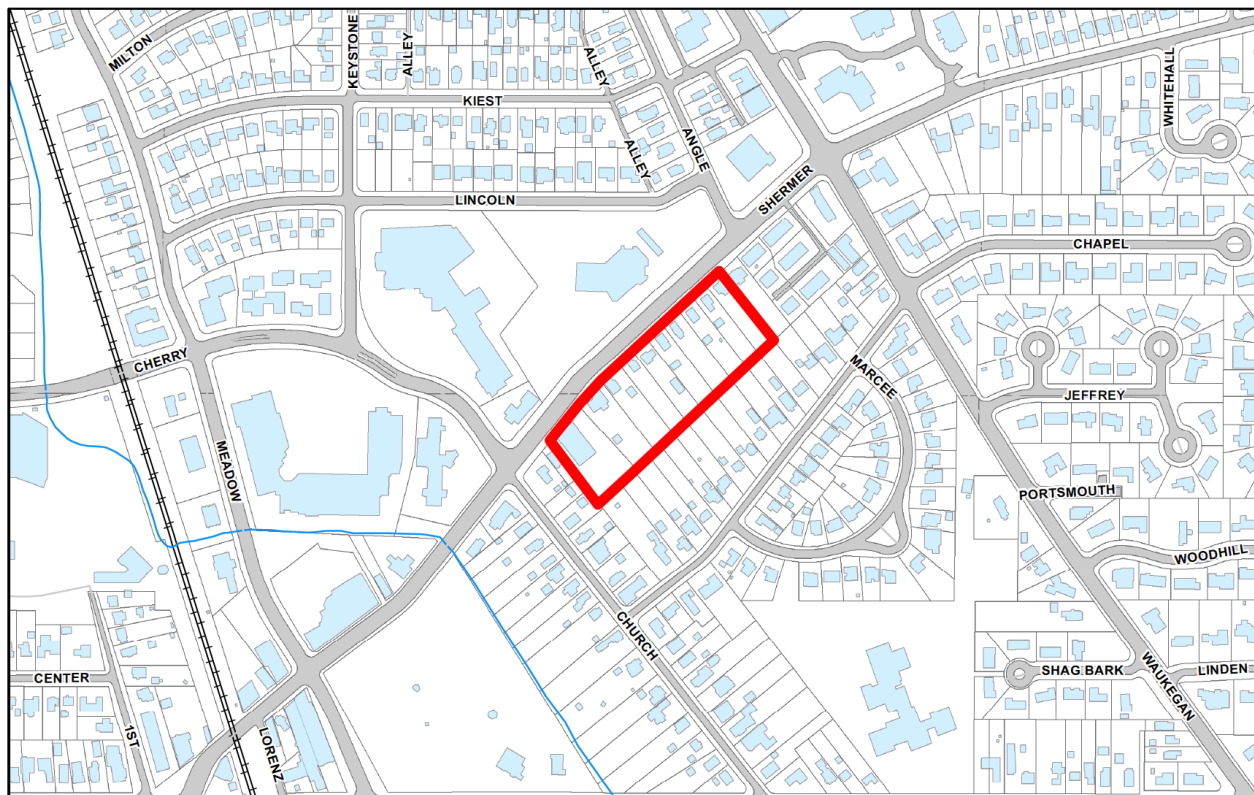 MILTON
KEYSTONE
ALLEY
ALLEY
WHITEHALL
KIEST
ANGLE
ALLEY
LINCOLN
SHERMER
CHAPEL
CHERRY
MARCEE
JEFFREY
MEADOW
PORTSMOUTH
WOODHILL
CHURCH
CENTER
SHAG BARK
WAUKEGAN
LINDEN
1ST
LORENZ